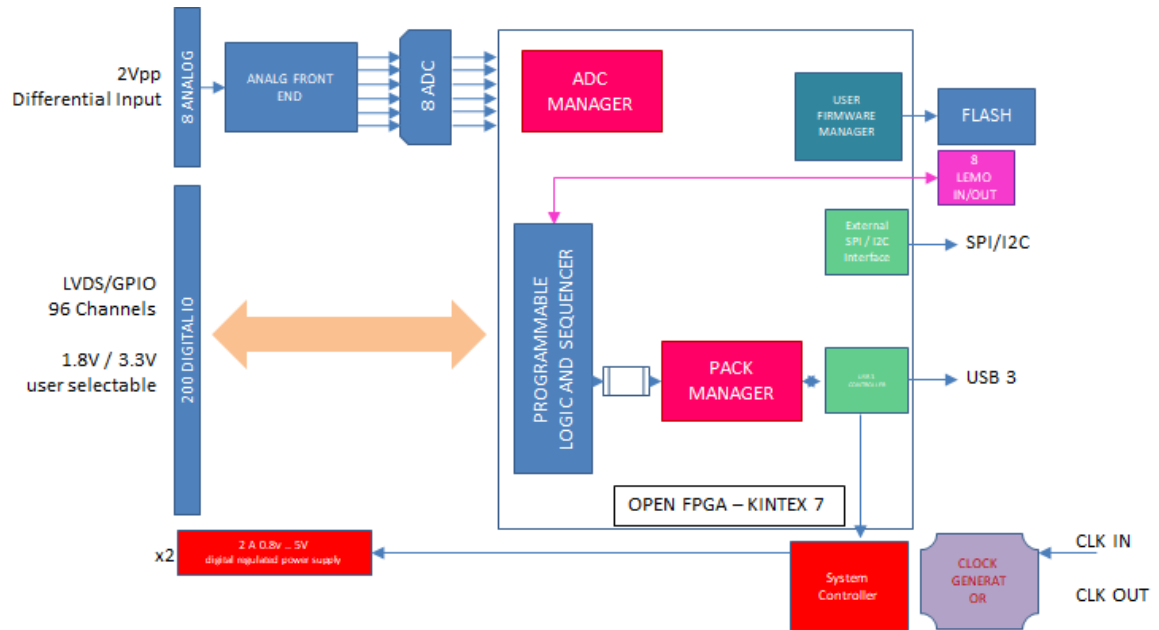 2Vpp
Differential Input
8 ANALOG
ANALG FRONT
END
8 ADC
ADC
MANAGER
USER
FIRMWARE
MANAGER
FLASH
8
LEMO
IN/OUT
LVDS/GPIO
96 Channels
1.8V / 3.3V
user selectable
200 DIGITAL IO
PROGRAMMABLE
LOGIC AND SEQUENCER
External
SPI / I2C
Interface
SPI/I2C
PACK
MANAGER
CONTROLLER
USB 3
OPEN FPGA – KINTEX 7
x2
2 A 0.8v ... 5V
digital regulated power supply
System
Controller
CLOCK
GENERAT
OR
CLK IN
CLK OUT